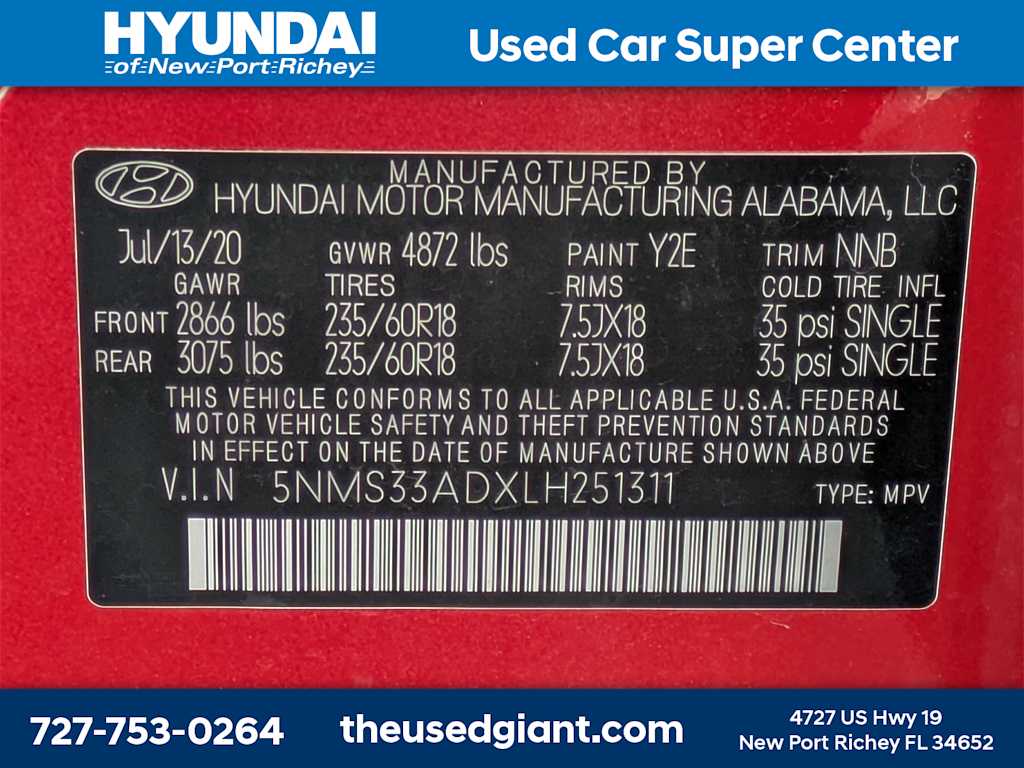 HYUNDAI
of New Port Richey
Used Car Super Center
MANUFACTURED BY
HYUNDAI MOTOR MANUFACTURING ALABAMA, LLC
Jul/13/20 GVWR 4872 lbs PAINT Y2E TRIM NNB
GAWR TIRES RIMS COLD TIRE INFL
FRONT 2866 lbs 235/60R18 7.5JX18 35 psi SINGLE
REAR 3075 lbs 235/60R18 7.5JX18 35 psi SINGLE
THIS VEHICLE CONFORMS TO ALL APPLICABLE U.S.A. FEDERAL
MOTOR VEHICLE SAFETY AND THEFT PREVENTION STANDARDS
IN EFFECT ON THE DATE OF MANUFACTURE SHOWN ABOVE
V.I.N 5NMS33ADXLH251311 TYPE: MPV
727-753-0264
theusedgiant.com
4727 US Hwy 19
New Port Richey FL 34652